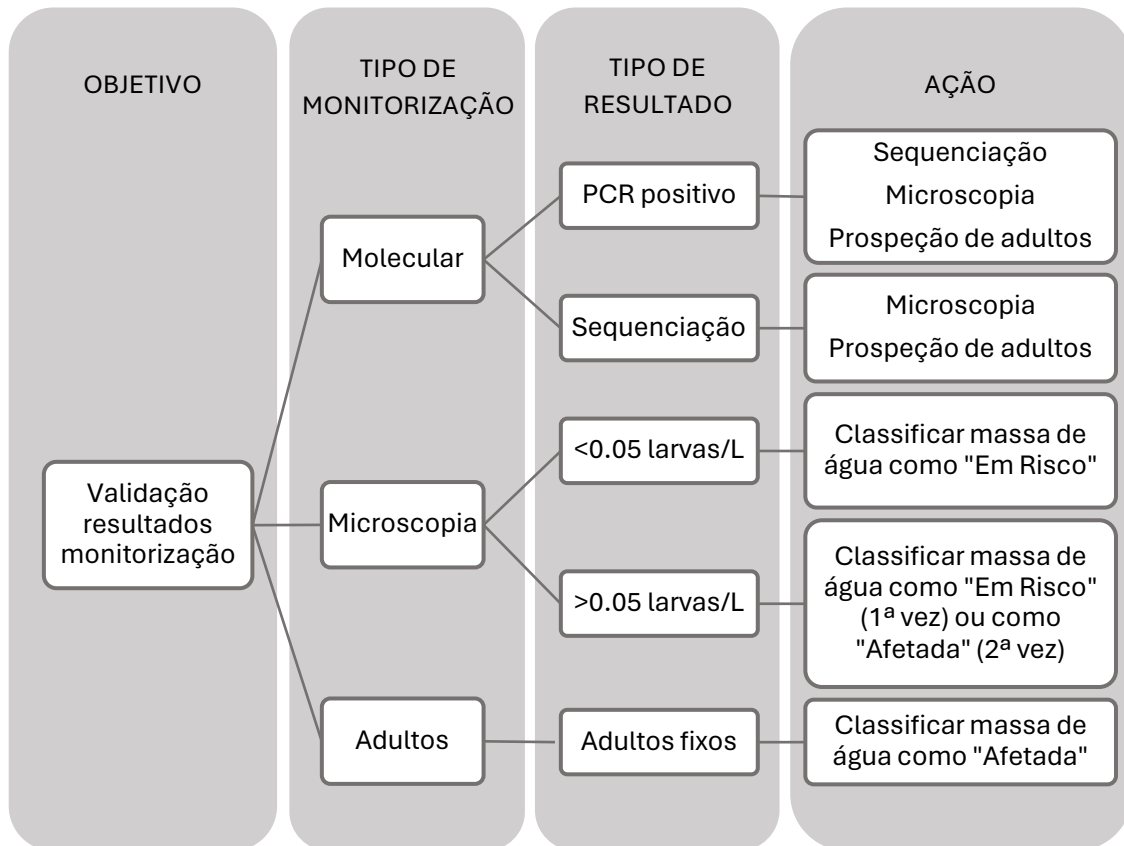 OBJETIVO
TIPO DE
MONITORIZAÇÃO
TIPO DE
RESULTADO
AÇÃO
Validação
resultados
monitorização
Molecular
PCR positivo
Sequenciação
Microscopia
Prospeção de adultos
Sequenciação
Microscopia
Prospeção de adultos
Microscopia
<0.05 larvas/L
Classificar massa de
água como "Em Risco"
>0.05 larvas/L
Classificar massa de
água como "Em Risco"
(1ª vez) ou como
"Afetada" (2ª vez)
Adultos
Adultos fixos
Classificar massa de
água como "Afetada"